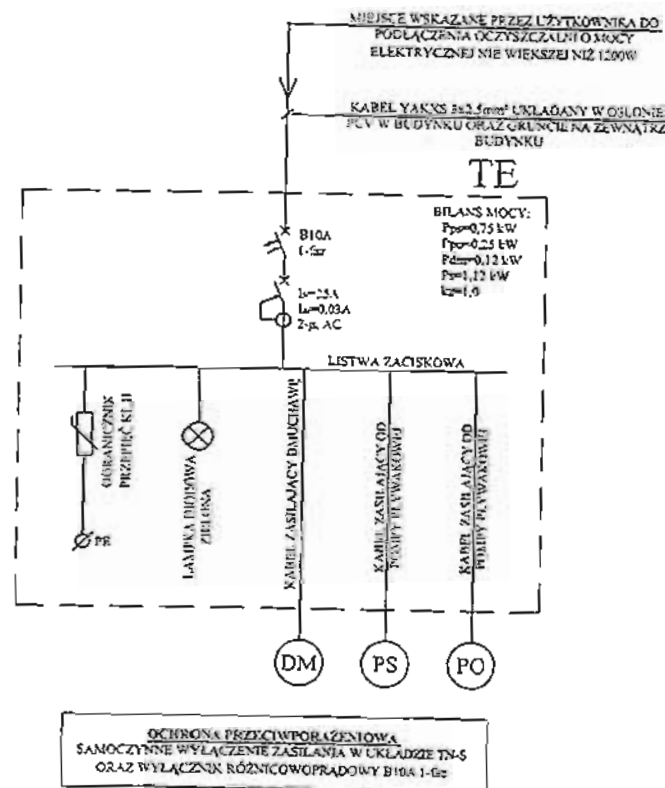 MIEJSCE WSKAZANE PRZEZ UŻYTKOWNIKA DO
PODŁĄCZENIA OCZYSZCZALNI O MOCY
ELEKTRYCZNEJ NIE WIĘKSZEJ NIŻ 1200W
KABEL YAKXS 3x2,5mm² UKŁADANY W OSŁONIE
PCV W BUDYNKU ORAZ GRUNCIE NA ZEWNĄTRZ
BUDYNKU
TE
BILANS MOCY:
Pps=0,75 kW
Ppo=0,25 kW
Pdm=0,12 kW
Ps=1,12 kW
kz=1,0
B10A
1-faz
In=25A
0,03A
2-p, AC
LISTWA ZACISKOWA
OGRANICZNIK
PRZEPIĘĆ KL.II
PE
LAMPKA DIODOWA
ZIELONA
KABEL ZASILAJĄCY DMUCHAWĘ
KABEL ZASILAJĄCY OD
POMPY PŁYWAKOWEJ
KABEL ZASILAJĄCY DO
POMPY PŁYWAKOWEJ
DM
PS
PO
OCHRONA PRZECIWPORAŻENIOWA
SAMOCZYNNE WYŁĄCZENIE ZASILANIA W UKŁADZIE TN-S
ORAZ WYŁĄCZNIK RÓŻNICOWOPRĄDOWY B10A 1-faz